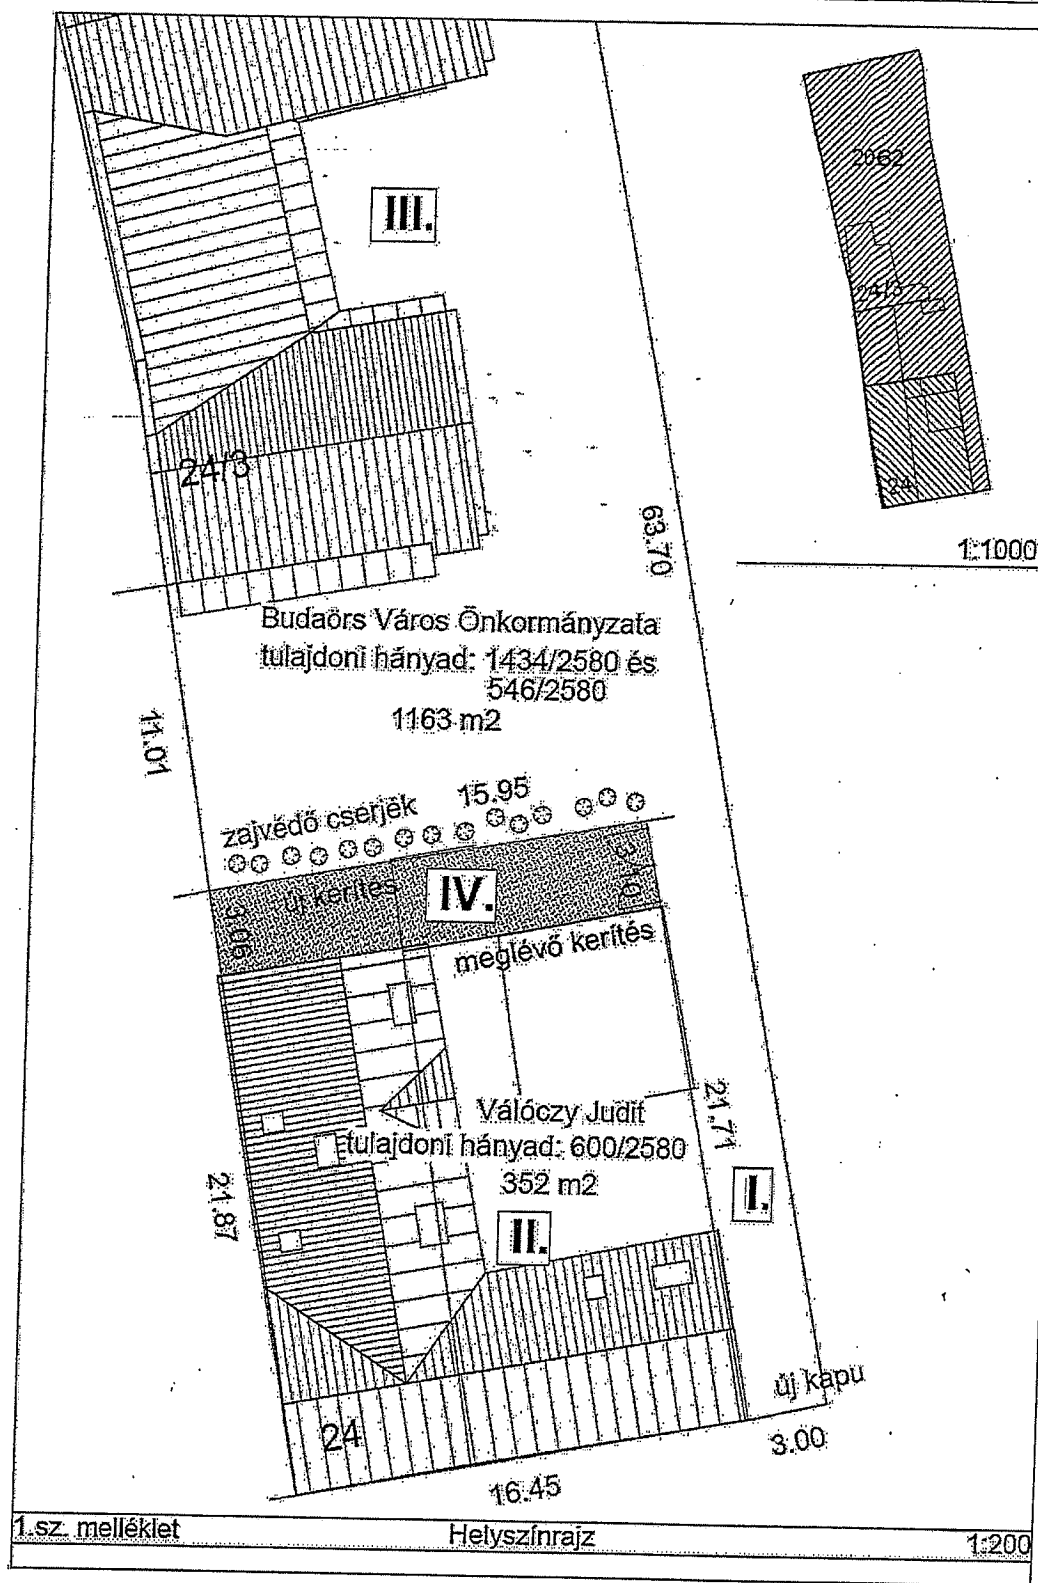 2062
24/3
24
1:1000
III.
24/3
63.70
Budaörs Város Önkormányzata
tulajdoni hányad: 1434/2580 és
546/2580
1163 m2
11.01
zajvédő cserjék 15.95
új kerítés
IV.
3.10
3.06
meglévő kerítés
Válóczy Judit
tulajdoni hányad: 600/2580
352 m2
21.71
I.
II.
21.87
új kapu
24
3.00
16.45
1.sz. melléklet
Helyszínrajz
1:200